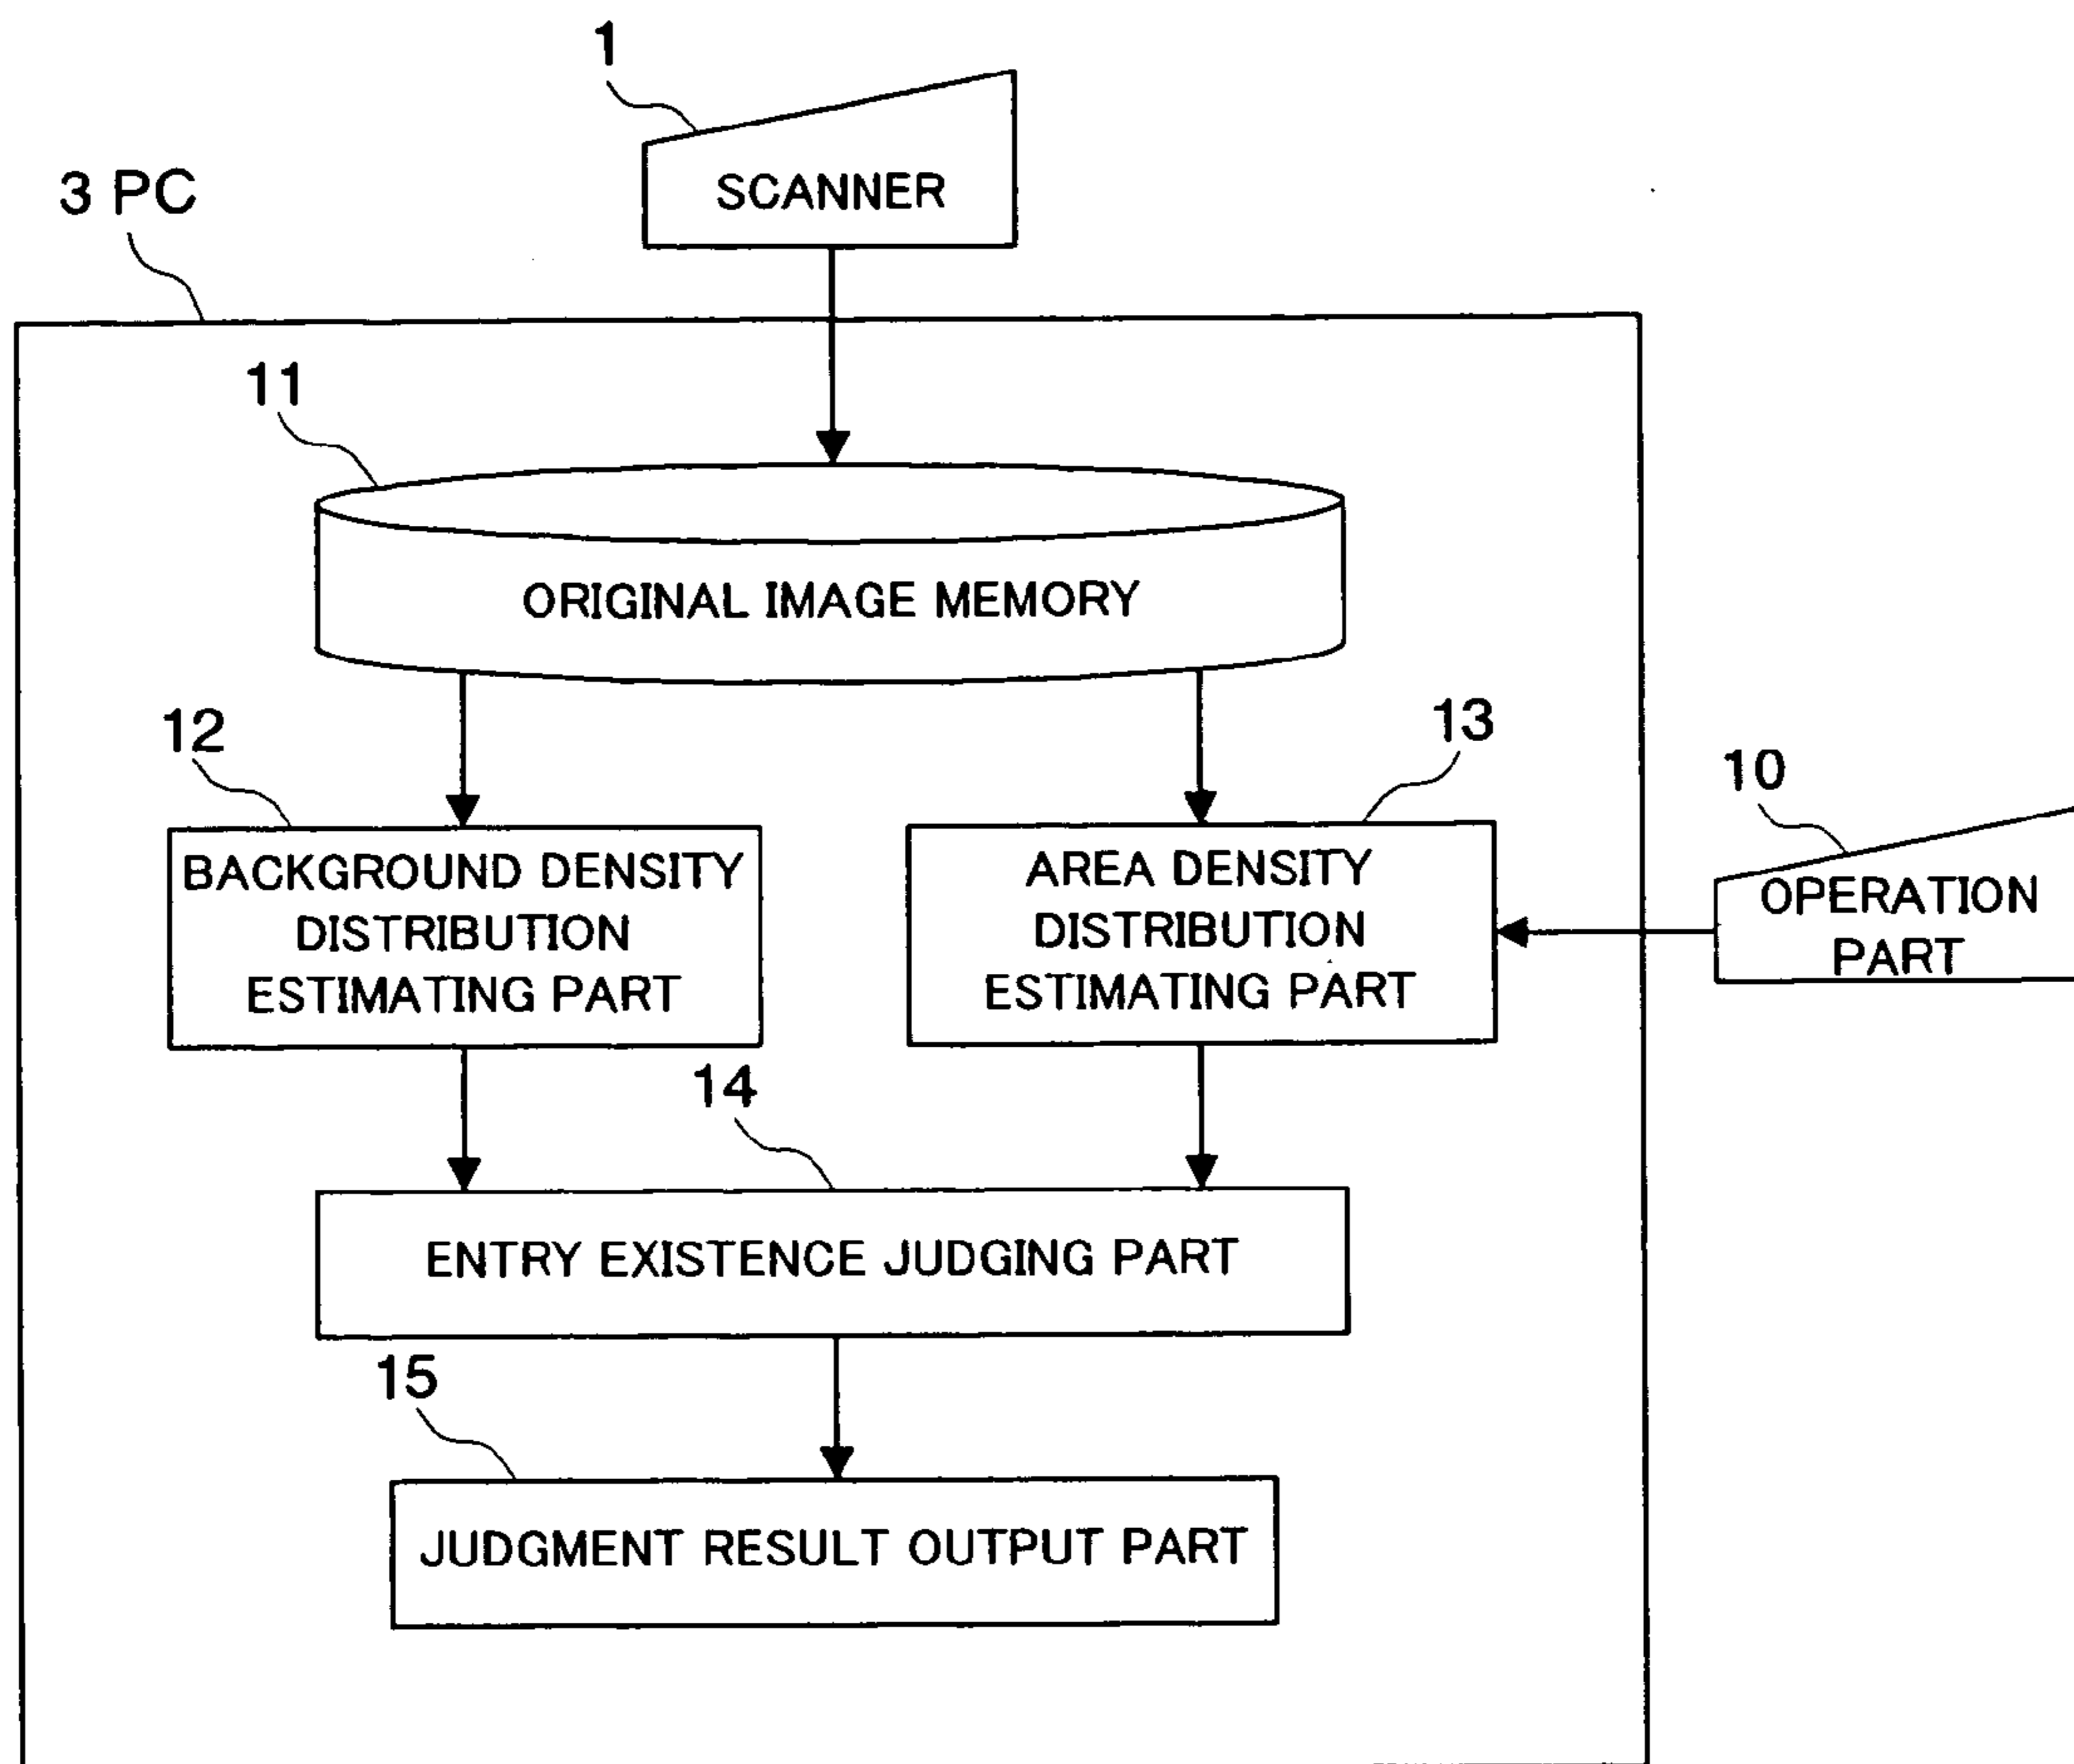 1
SCANNER
3 PC
11
ORIGINAL IMAGE MEMORY
12
13
10
BACKGROUND DENSITY
DISTRIBUTION
ESTIMATING PART
AREA DENSITY
DISTRIBUTION
ESTIMATING PART
OPERATION
PART
14
ENTRY EXISTENCE JUDGING PART
15
JUDGMENT RESULT OUTPUT PART